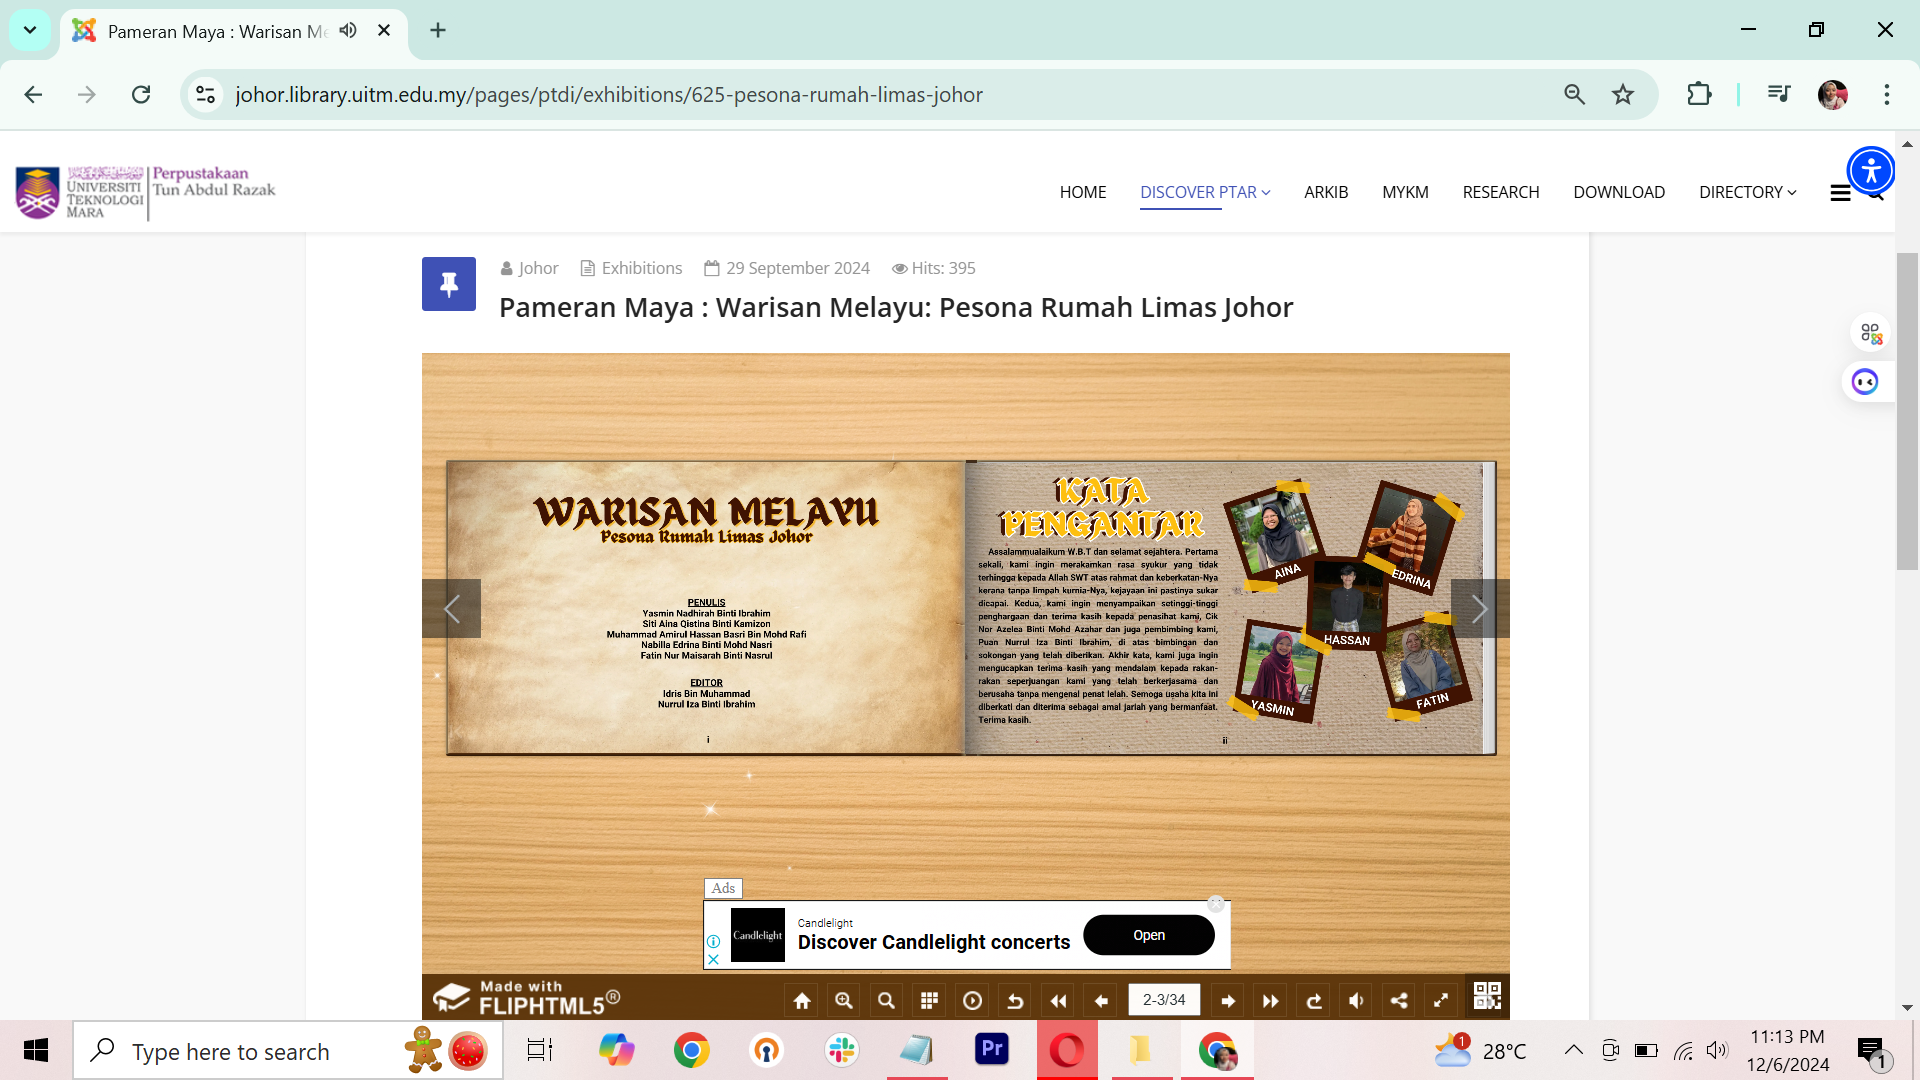 Pameran Maya : Warisan Me
johor.library.uitm.edu.my/pages/ptdi/exhibitions/625-pesona-rumah-limas-johor
UNIVERSITI
TEKNOLOGI
MARA
Perpustakaan
Tun Abdul Razak
HOME
DISCOVER PTAR
ARKIB
MYKM
RESEARCH
DOWNLOAD
DIRECTORY
Johor
Exhibitions
29 September 2024
Hits: 395
Pameran Maya : Warisan Melayu: Pesona Rumah Limas Johor
WARISAN MELAYU
Pesona Rumah Limas Johor
PENULIS
Yasmin Nadhirah Binti Ibrahim
Siti Aina Qistina Binti Kamizon
Muhammad Amirul Hassan Basri Bin Mohd Rafi
Nabilla Edrina Binti Mohd Nasri
Fatin Nur Maisarah Binti Nasrul
EDITOR
Idris Bin Muhammad
Nurrul Iza Binti Ibrahim
i
KATA
PENGANTAR
Assalammualaikum W.B.T dan selamat sejahtera. Pertama
sekali, kami ingin merakamkan rasa syukur yang tidak
terhingga kepada Allah SWT atas rahmat dan keberkatan-Nya
kerana tanpa limpah kurnia-Nya, kejayaan ini pastinya sukar
dicapai. Kedua, kami ingin menyampaikan setinggi-tinggi
penghargaan dan terima kasih kepada penasihat kami, Cik
Nor Azelea Binti Mohd Azahar dan juga pembimbing kami,
Puan Nurrul Iza Binti Ibrahim, di atas bimbingan dan
sokongan yang telah diberikan. Akhir kata, kami juga ingin
mengucapkan terima kasih yang mendalam kepada rakan-
rakan seperjuangan kami yang telah berkerjasama dan
berusaha tanpa mengenal penat lelah. Semoga usaha kita ini
diberkati dan diterima sebagai amal jariah yang bermanfaat.
Terima kasih.
AINA
EDRINA
HASSAN
YASMIN
FATIN
ii
Ads
Candlelight
Candlelight
Discover Candlelight concerts
Open
Made with
FLIPHTML5®
2-3/34
Type here to search
Pr
1
28°C
11:13 PM
12/6/2024
1